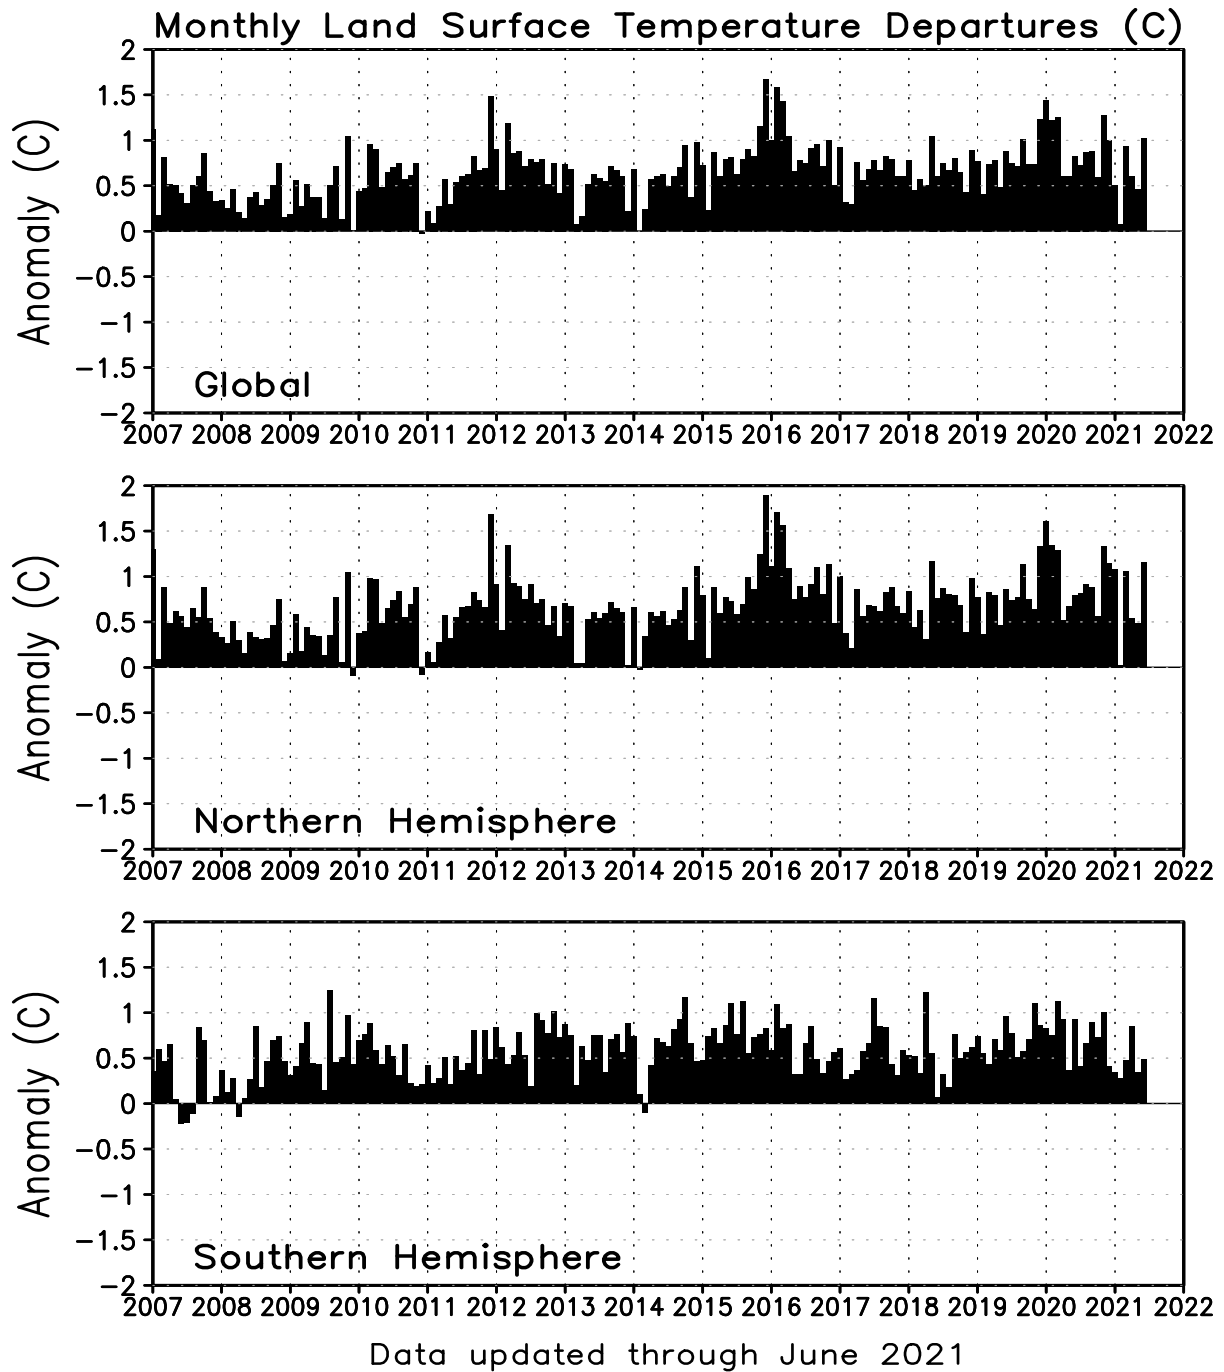 Monthly Land Surface Temperature Departures (C)
2
1.5
1
0.5
0
−0.5
−1
−1.5
−2
Anomaly (C)
Global
2007 2008 2009 2010 2011 2012 2013 2014 2015 2016 2017 2018 2019 2020 2021 2022
2
1.5
1
0.5
0
−0.5
−1
−1.5
−2
Anomaly (C)
Northern Hemisphere
2007 2008 2009 2010 2011 2012 2013 2014 2015 2016 2017 2018 2019 2020 2021 2022
2
1.5
1
0.5
0
−0.5
−1
−1.5
−2
Anomaly (C)
Southern Hemisphere
2007 2008 2009 2010 2011 2012 2013 2014 2015 2016 2017 2018 2019 2020 2021 2022
Data updated through June 2021